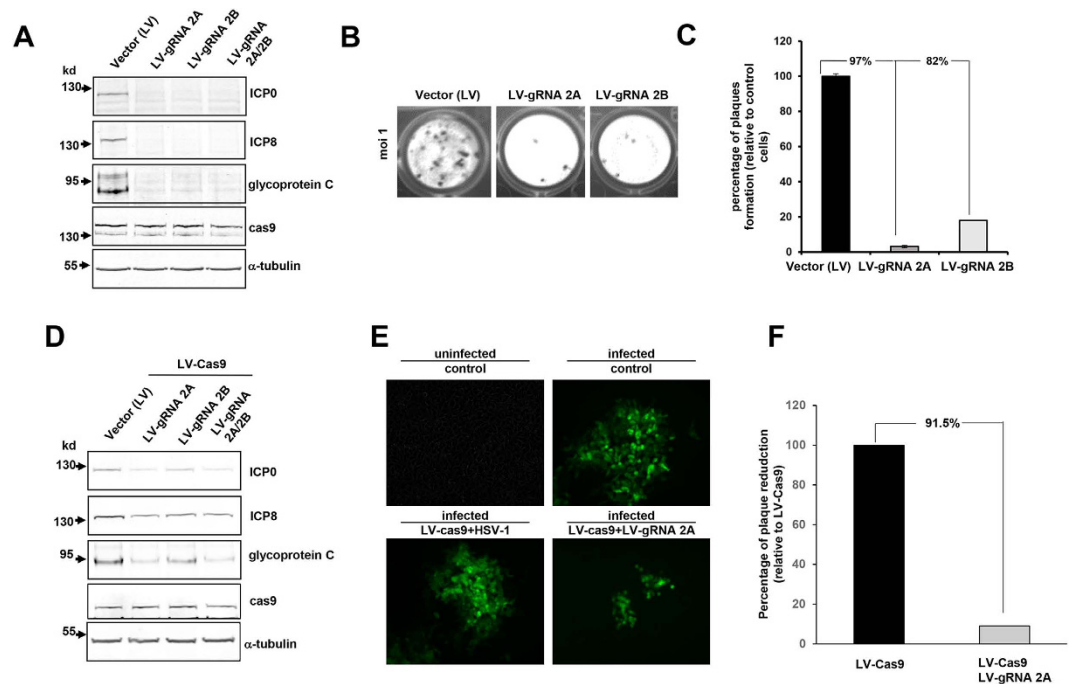 A
Vector (LV)
LV-gRNA 2A
LV-gRNA 2B
LV-gRNA
2A/2B
kd
130
ICP0
130
ICP8
95
glycoprotein C
130
cas9
55
α-tubulin
B
Vector (LV)
LV-gRNA 2A
LV-gRNA 2B
moi 1
C
percentage of plaques
formation (relative to control
cells)
120
100
80
60
40
20
0
97%
82%
Vector (LV)
LV-gRNA 2A
LV-gRNA 2B
D
LV-Cas9
Vector (LV)
LV-gRNA 2A
LV-gRNA 2B
LV-gRNA
2A/2B
kd
130
ICP0
130
ICP8
95
glycoprotein C
cas9
55
α-tubulin
E
uninfected
control
infected
control
infected
LV-cas9+HSV-1
infected
LV-cas9+LV-gRNA 2A
F
Percentage of plaque redudction
(relative to LV-Cas9)
120
100
80
60
40
20
0
91.5%
LV-Cas9
LV-Cas9
LV-gRNA 2A